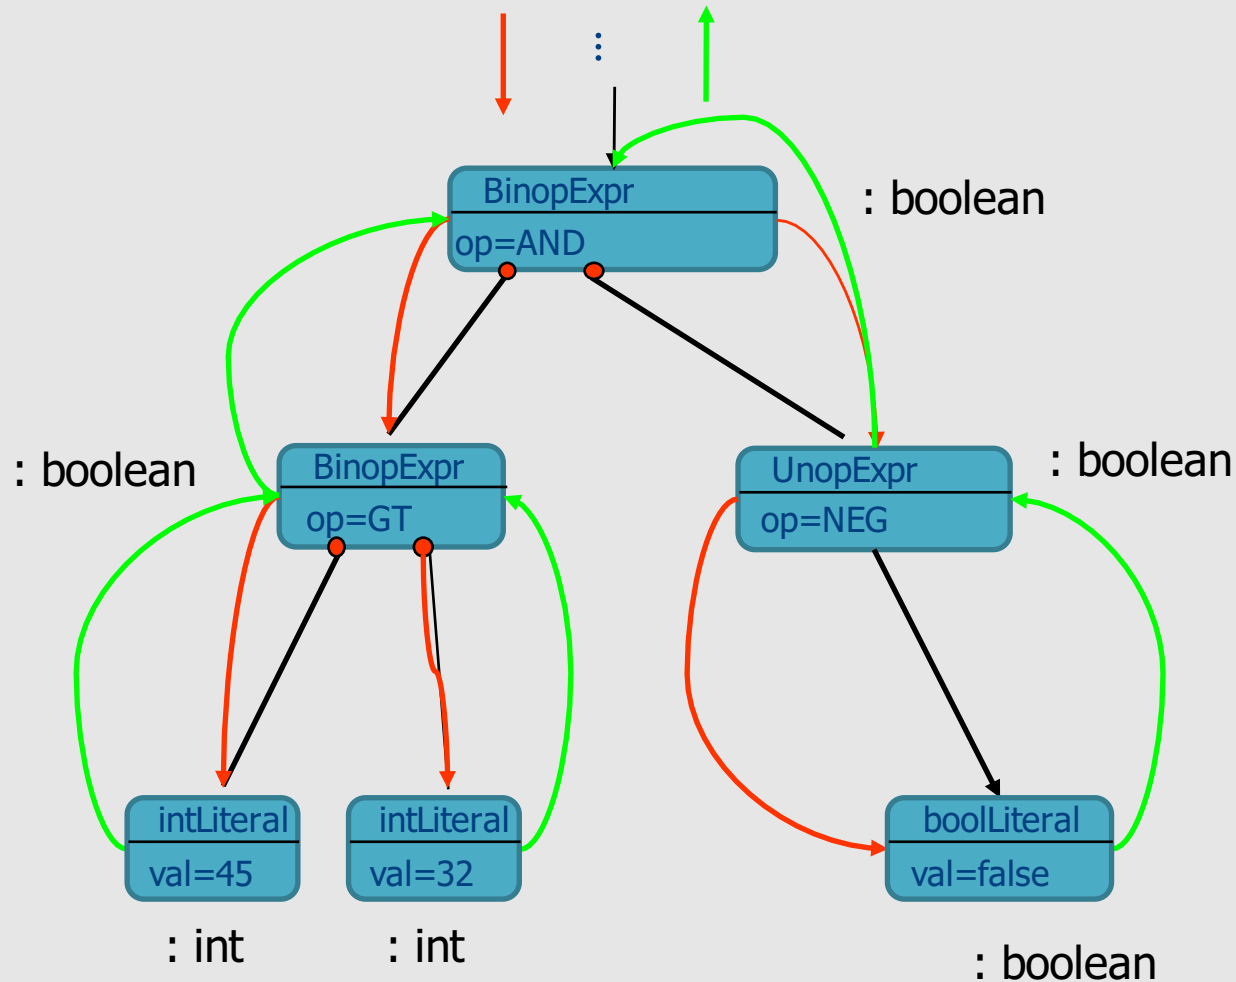 ⋮
BinopExpr
: boolean
op=AND
: boolean
BinopExpr
op=GT
UnopExpr
: boolean
op=NEG
intLiteral
val=45
intLiteral
val=32
boolLiteral
val=false
: int
: int
: boolean